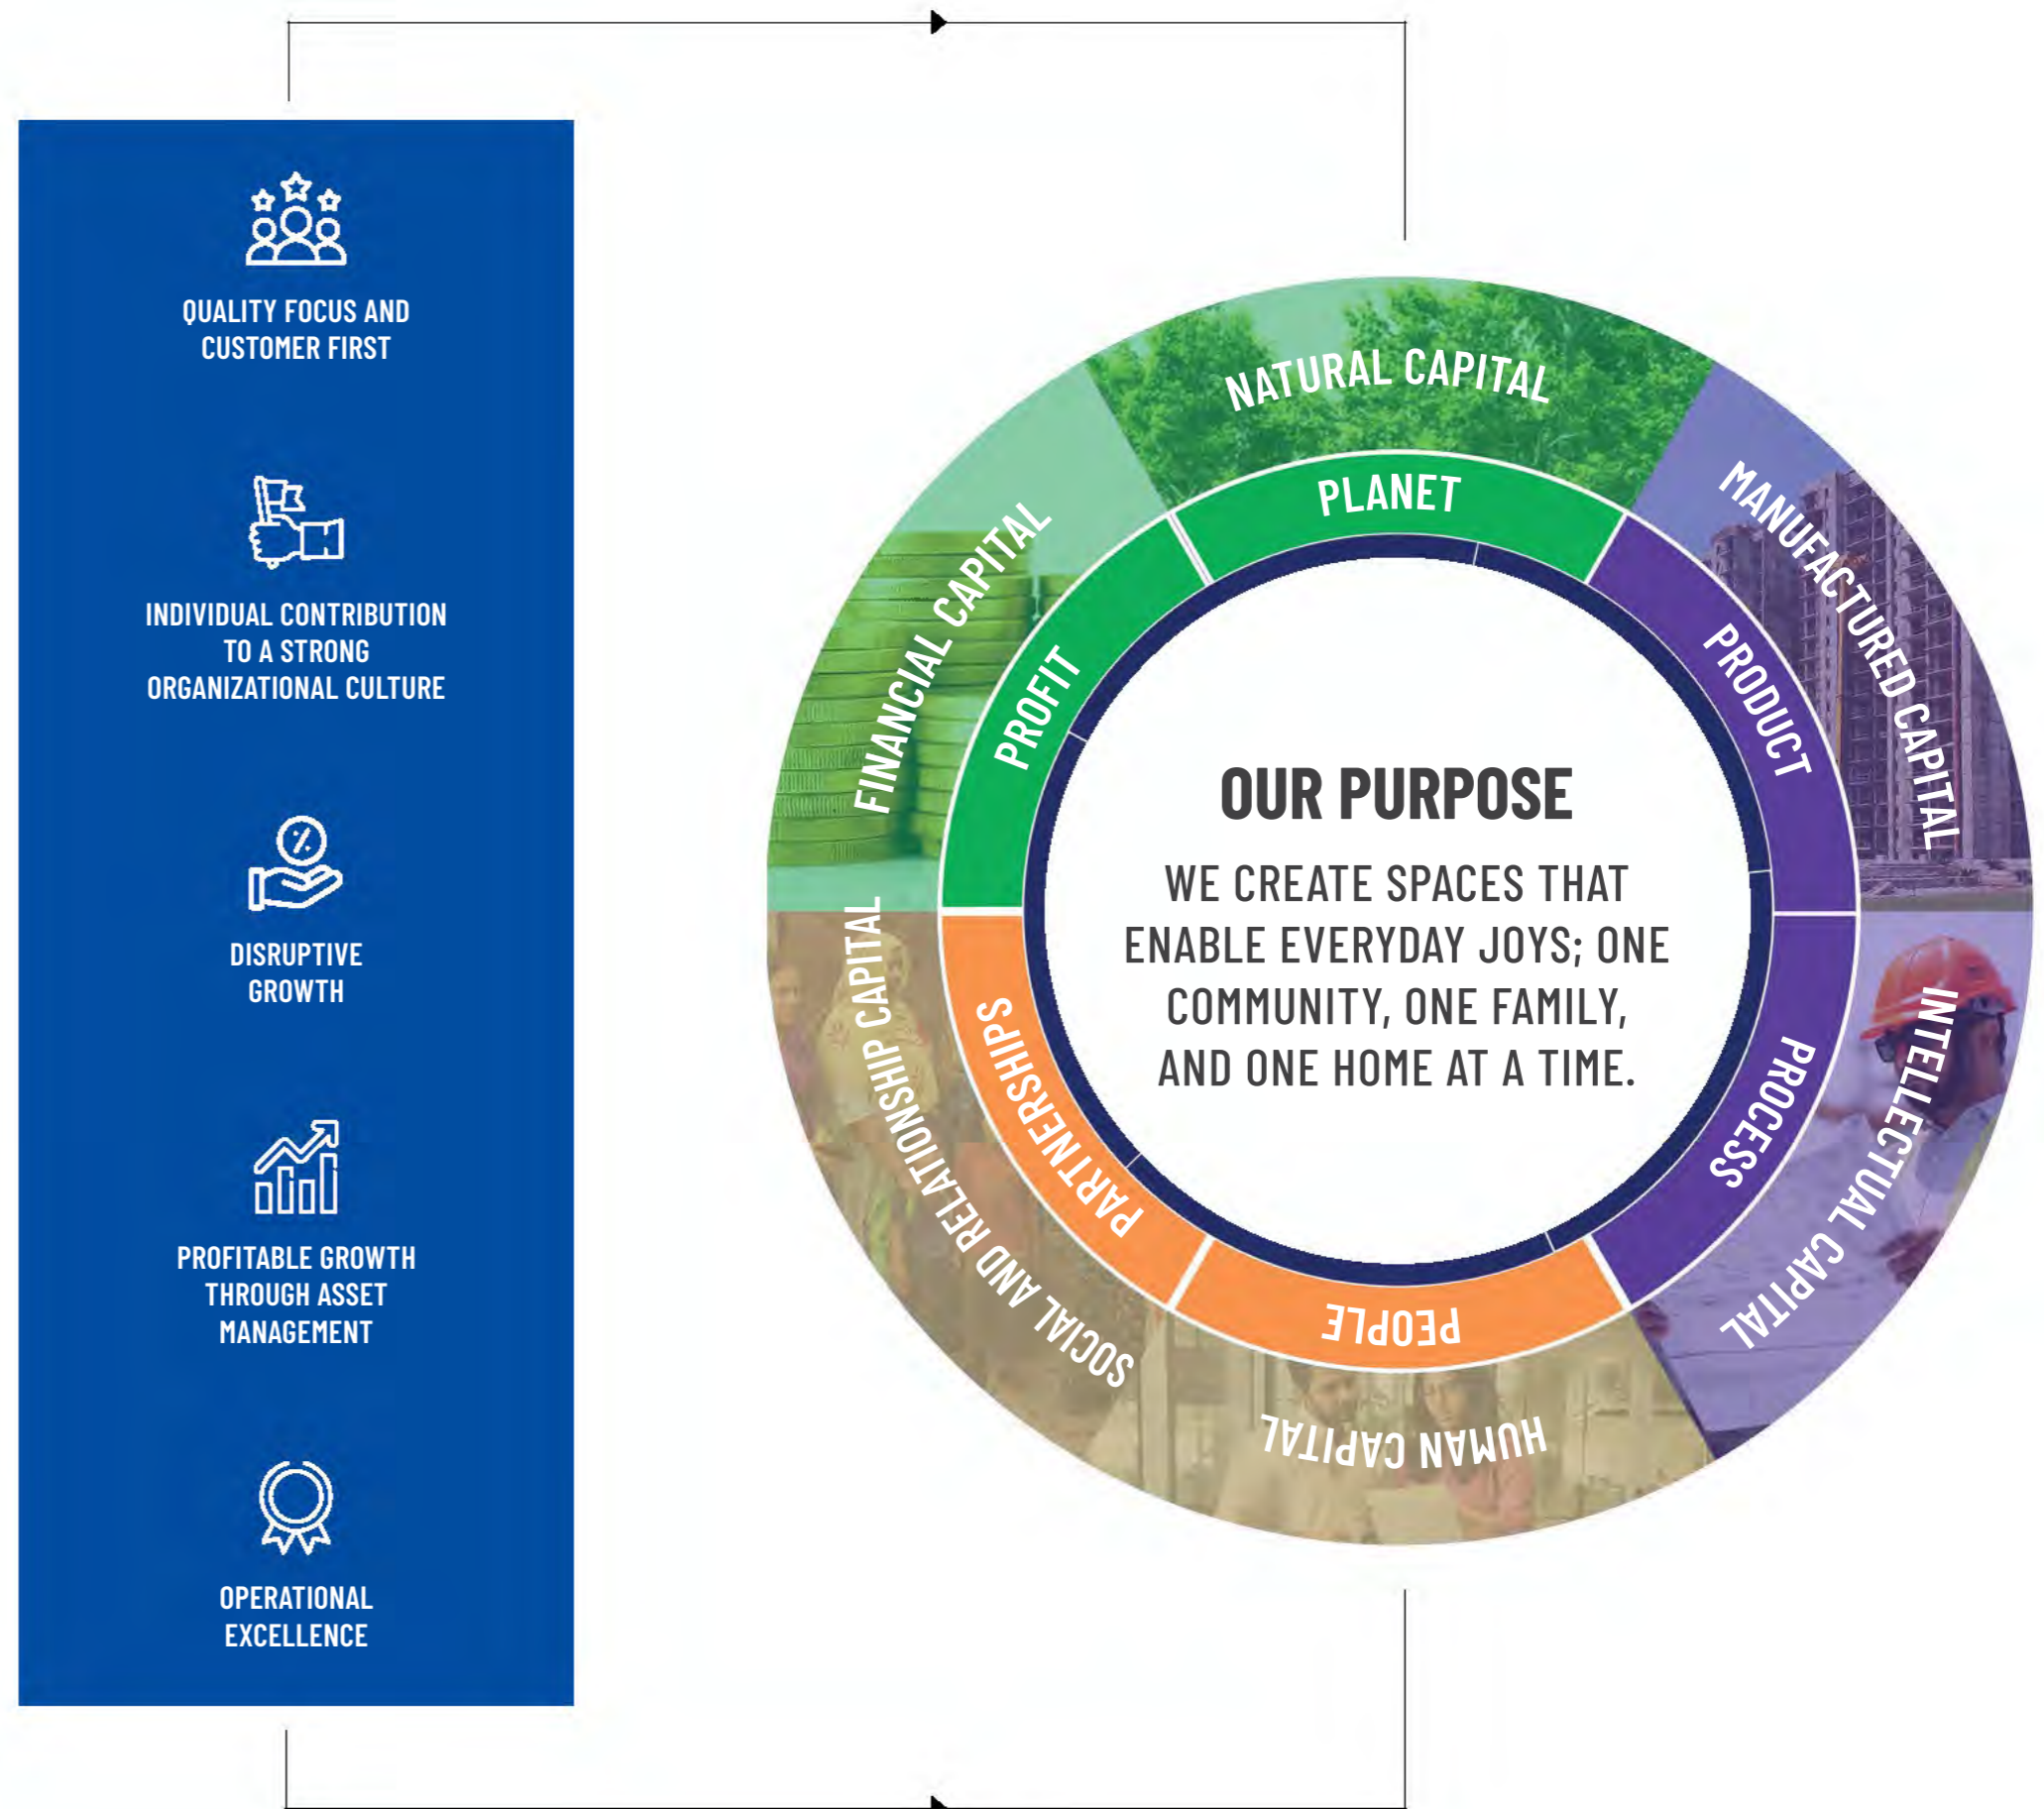 QUALITY FOCUS AND
CUSTOMER FIRST
INDIVIDUAL CONTRIBUTION
TO A STRONG
ORGANIZATIONAL CULTURE
DISRUPTIVE
GROWTH
PROFITABLE GROWTH
THROUGH ASSET
MANAGEMENT
OPERATIONAL
EXCELLENCE
NATURAL CAPITAL
MANUFACTURED CAPITAL
INTELLECTUAL CAPITAL
HUMAN CAPITAL
SOCIAL AND RELATIONSHIP CAPITAL
FINANCIAL CAPITAL
PLANET
PRODUCT
PROCESS
PEOPLE
PARTNERSHIPS
PROFIT
OUR PURPOSE
WE CREATE SPACES THAT
ENABLE EVERYDAY JOYS; ONE
COMMUNITY, ONE FAMILY,
AND ONE HOME AT A TIME.